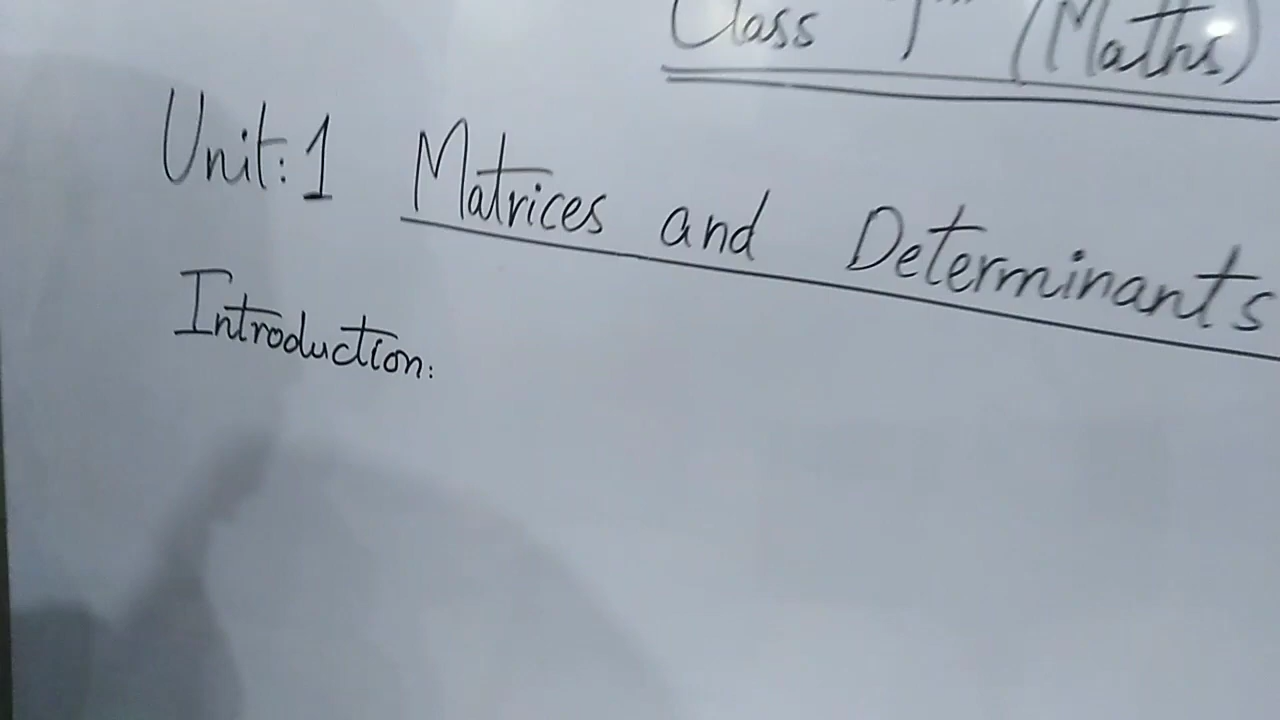 Class (Maths)
Unit:1 Matrices and Determinants
Introduction: